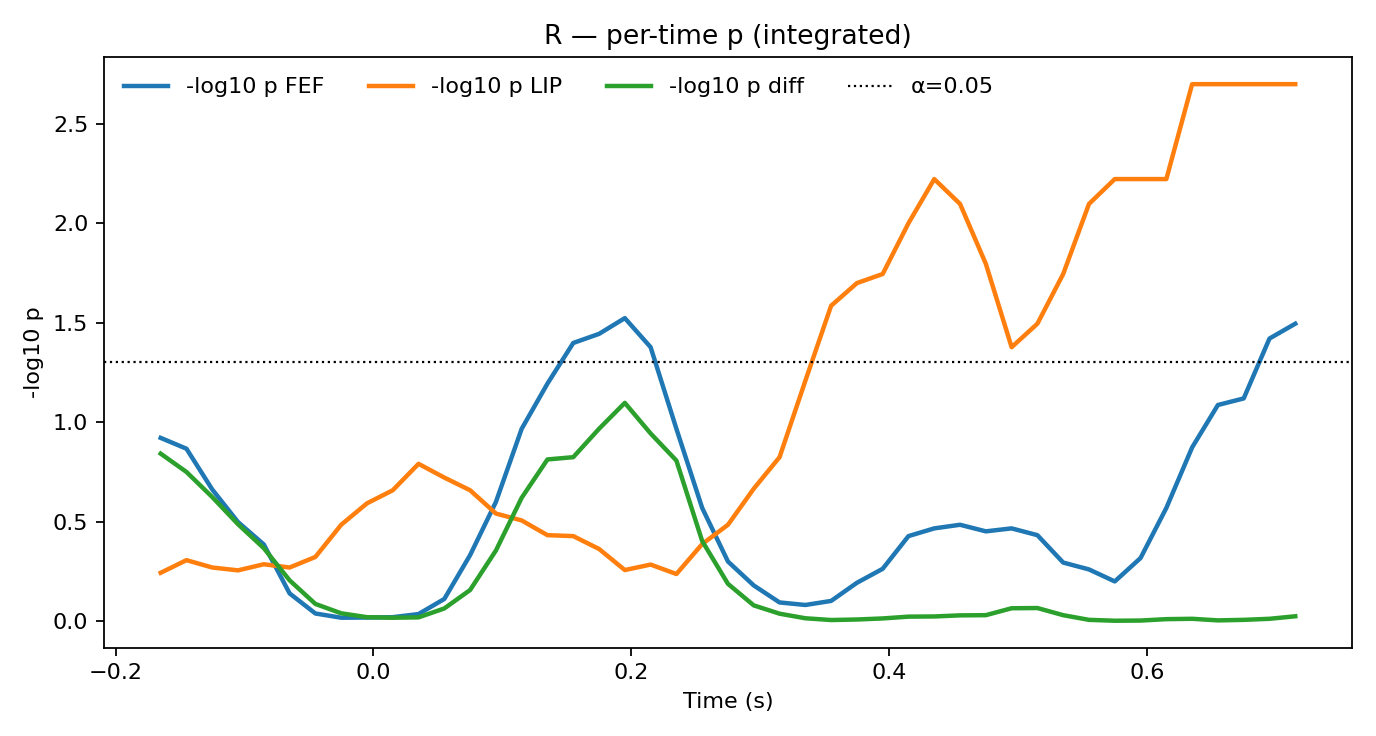 R — per-time p (integrated)
-log10 p FEF
-log10 p LIP
-log10 p diff
α=0.05
-log10 p
2.5
2.0
1.5
1.0
0.5
0.0
−0.2
0.0
0.2
0.4
0.6
Time (s)